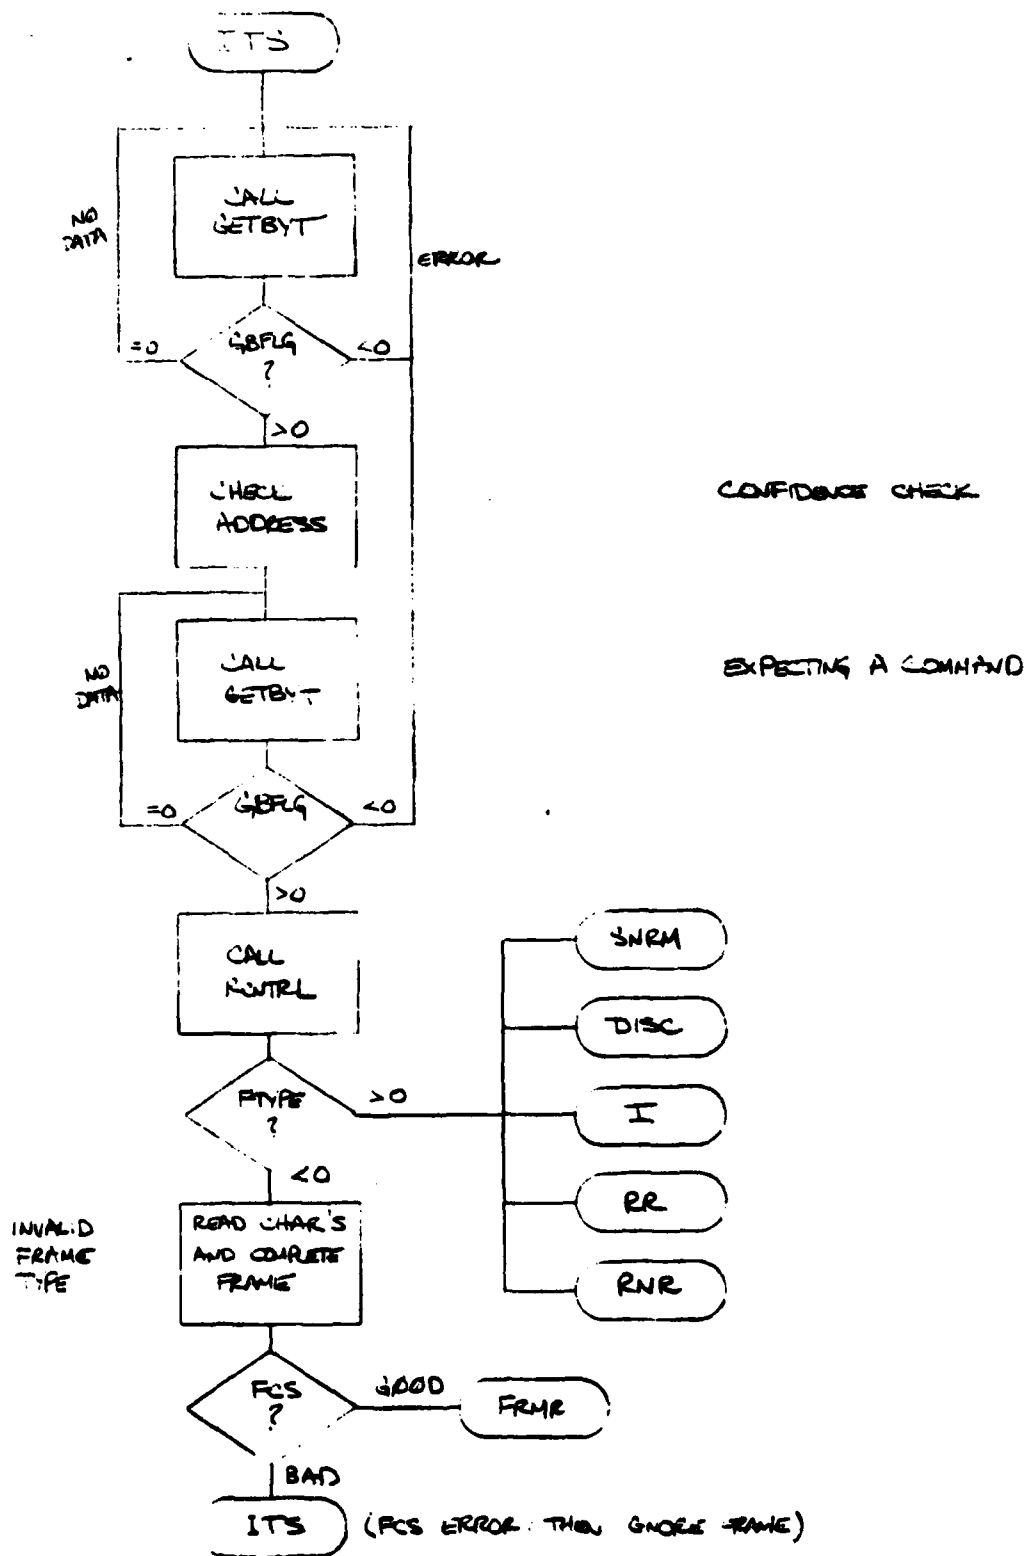 ITS
CALL
GETBYT
NO
DATA
ERROR
GBFLG
?
=0
<0
>0
CHECK
ADDRESS
CONFIDENCE CHECK
CALL
GETBYT
NO
DATA
EXPECTING A COMMAND
GBFLG
=0
<0
>0
CALL
RCNTRL
SNRM
DISC
FTYPE
?
>0
I
<0
RR
INVALID
FRAME
TYPE
READ CHAR'S
AND COMPLETE
FRAME
RNR
FCS
?
GOOD
FRMR
BAD
ITS
(FCS ERROR THEN IGNORE FRAME)